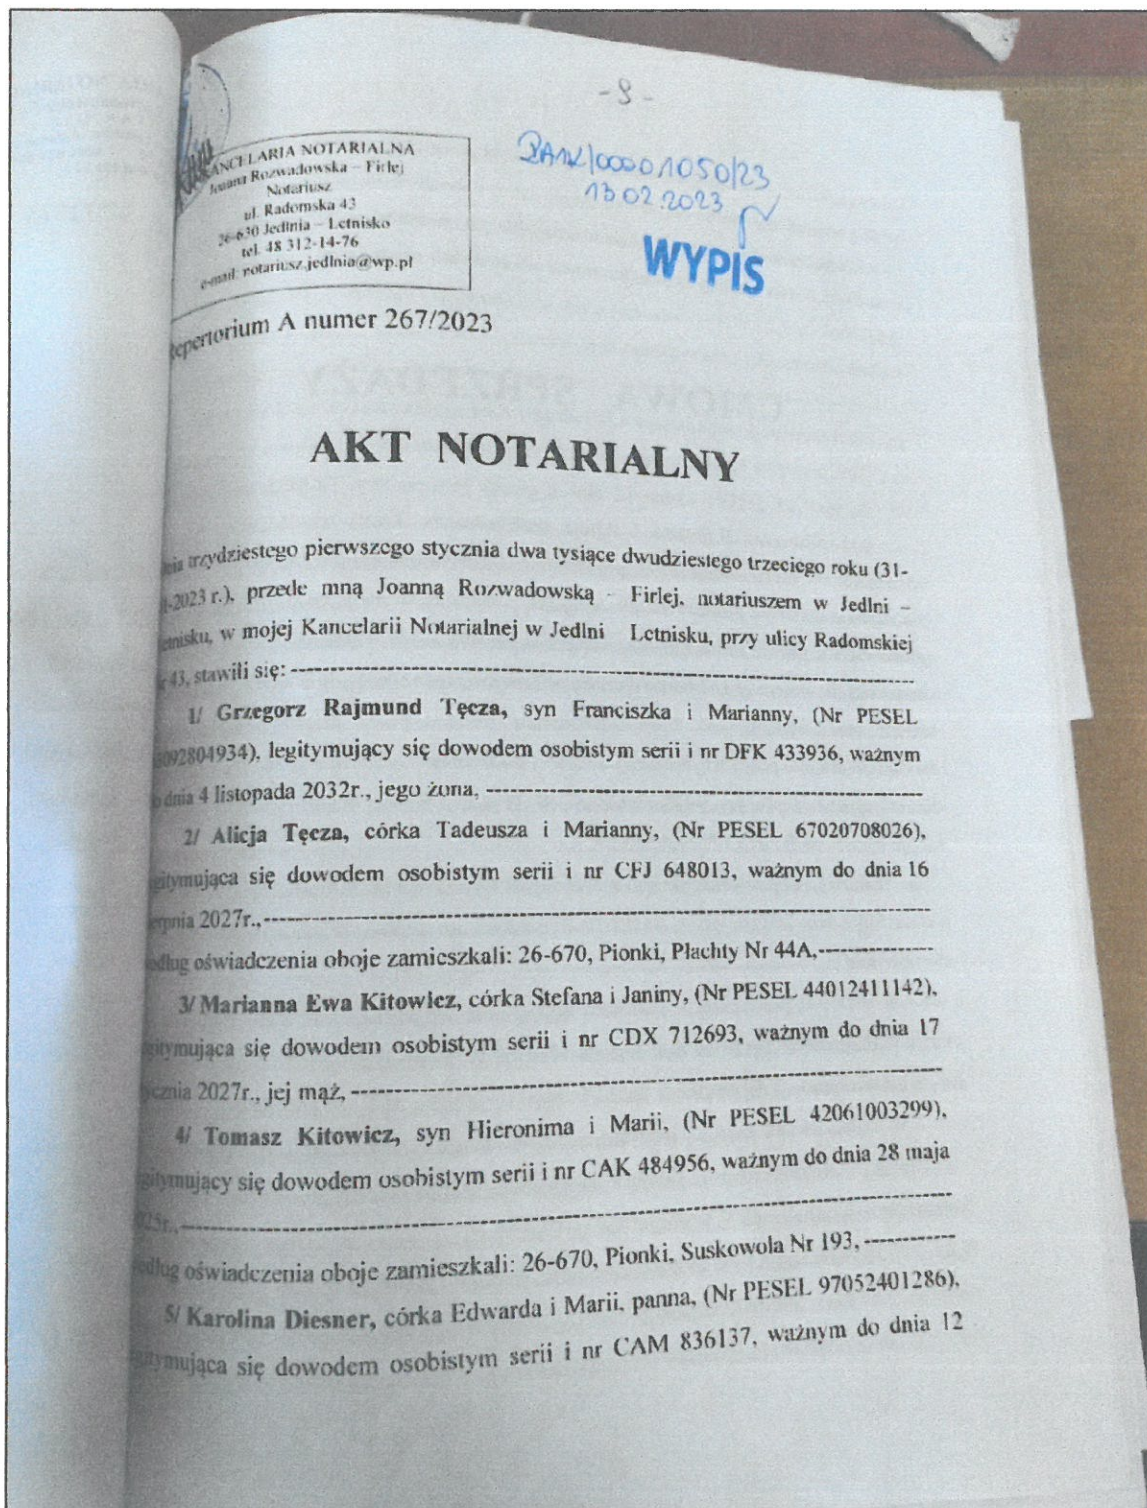 - 9 -
KANCELARIA NOTARIALNA
Joanna Rozwadowska – Firlej
Notariusz
ul. Radomska 43
26-630 Jedlnia – Letnisko
tel. 48 312-14-76
e-mail: notariusz.jedlnia@wp.pl
/00001050/23
13 02.2023
WYPIS
Repertorium A numer 267/2023
AKT NOTARIALNY
trzydziestego pierwszego stycznia dwa tysiące dwudziestego trzeciego roku (31-
-2023 r.), przede mną Joanną Rozwadowską - Firlej, notariuszem w Jedlni –
w mojej Kancelarii Notarialnej w Jedlni Letnisku, przy ulicy Radomskiej
43, stawili się:
1/ Grzegorz Rajmund Tęcza, syn Franciszka i Marianny, (Nr PESEL
092804934), legitymujący się dowodem osobistym serii i nr DFK 433936, ważnym
dnia 4 listopada 2032r., jego żona,
2/ Alicja Tęcza, córka Tadeusza i Marianny, (Nr PESEL 67020708026),
się dowodem osobistym serii i nr CFJ 648013, ważnym do dnia 16
2027r.,
oświadczenia oboje zamieszkali: 26-670, Pionki, Płachty Nr 44A,
3/ Marianna Ewa Kitowicz, córka Stefana i Janiny, (Nr PESEL 44012411142),
się dowodem osobistym serii i nr CDX 712693, ważnym do dnia 17
2027r., jej mąż,
4/ Tomasz Kitowicz, syn Hieronima i Marii, (Nr PESEL 42061003299),
się dowodem osobistym serii i nr CAK 484956, ważnym do dnia 28 maja
oświadczenia oboje zamieszkali: 26-670, Pionki, Suskowola Nr 193,
5/ Karolina Diesner, córka Edwarda i Marii, panna, (Nr PESEL 97052401286),
się dowodem osobistym serii i nr CAM 836137, ważnym do dnia 12